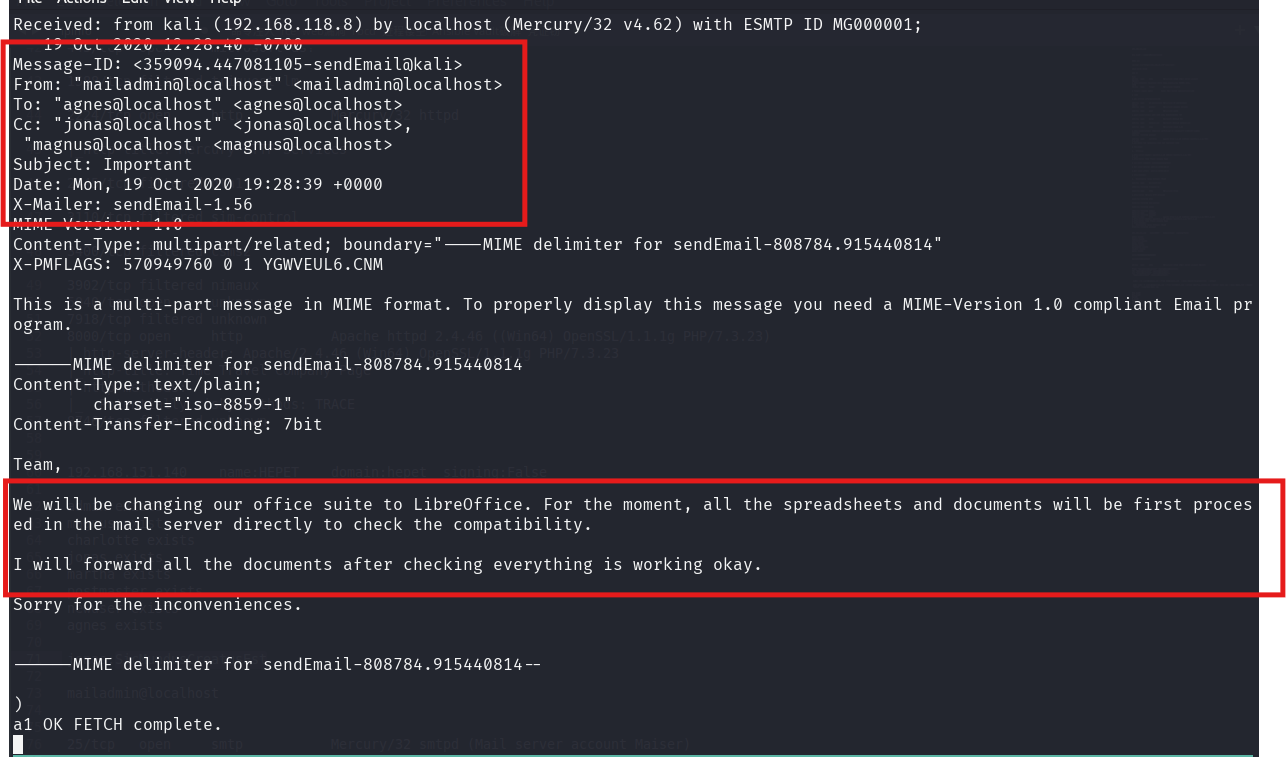 Received: from kali (192.168.118.8) by localhost (Mercury/32 v4.62) with ESMTP ID MG000001;
19 Oct 2020 12:28:40 -0700
Message-ID: <359094.447081105-sendEmail@kali>
From: "mailadmin@localhost" <mailadmin@localhost>
To: "agnes@localhost" <agnes@localhost>
Cc: "jonas@localhost" <jonas@localhost>,
"magnus@localhost" <magnus@localhost>
Subject: Important
Date: Mon, 19 Oct 2020 19:28:39 +0000
X-Mailer: sendEmail-1.56
MIME-Version: 1.0
Content-Type: multipart/related; boundary="----MIME delimiter for sendEmail-808784.915440814"
X-PMFLAGS: 570949760 0 1 YGWVEUL6.CNM
This is a multi-part message in MIME format. To properly display this message you need a MIME-Version 1.0 compliant Email pr
ogram.
------MIME delimiter for sendEmail-808784.915440814
Content-Type: text/plain;
charset="iso-8859-1"
Content-Transfer-Encoding: 7bit
Team,
We will be changing our office suite to LibreOffice. For the moment, all the spreadsheets and documents will be first proces
ed in the mail server directly to check the compatibility.
I will forward all the documents after checking everything is working okay.
Sorry for the inconveniences.
------MIME delimiter for sendEmail-808784.915440814--
)
a1 OK FETCH complete.